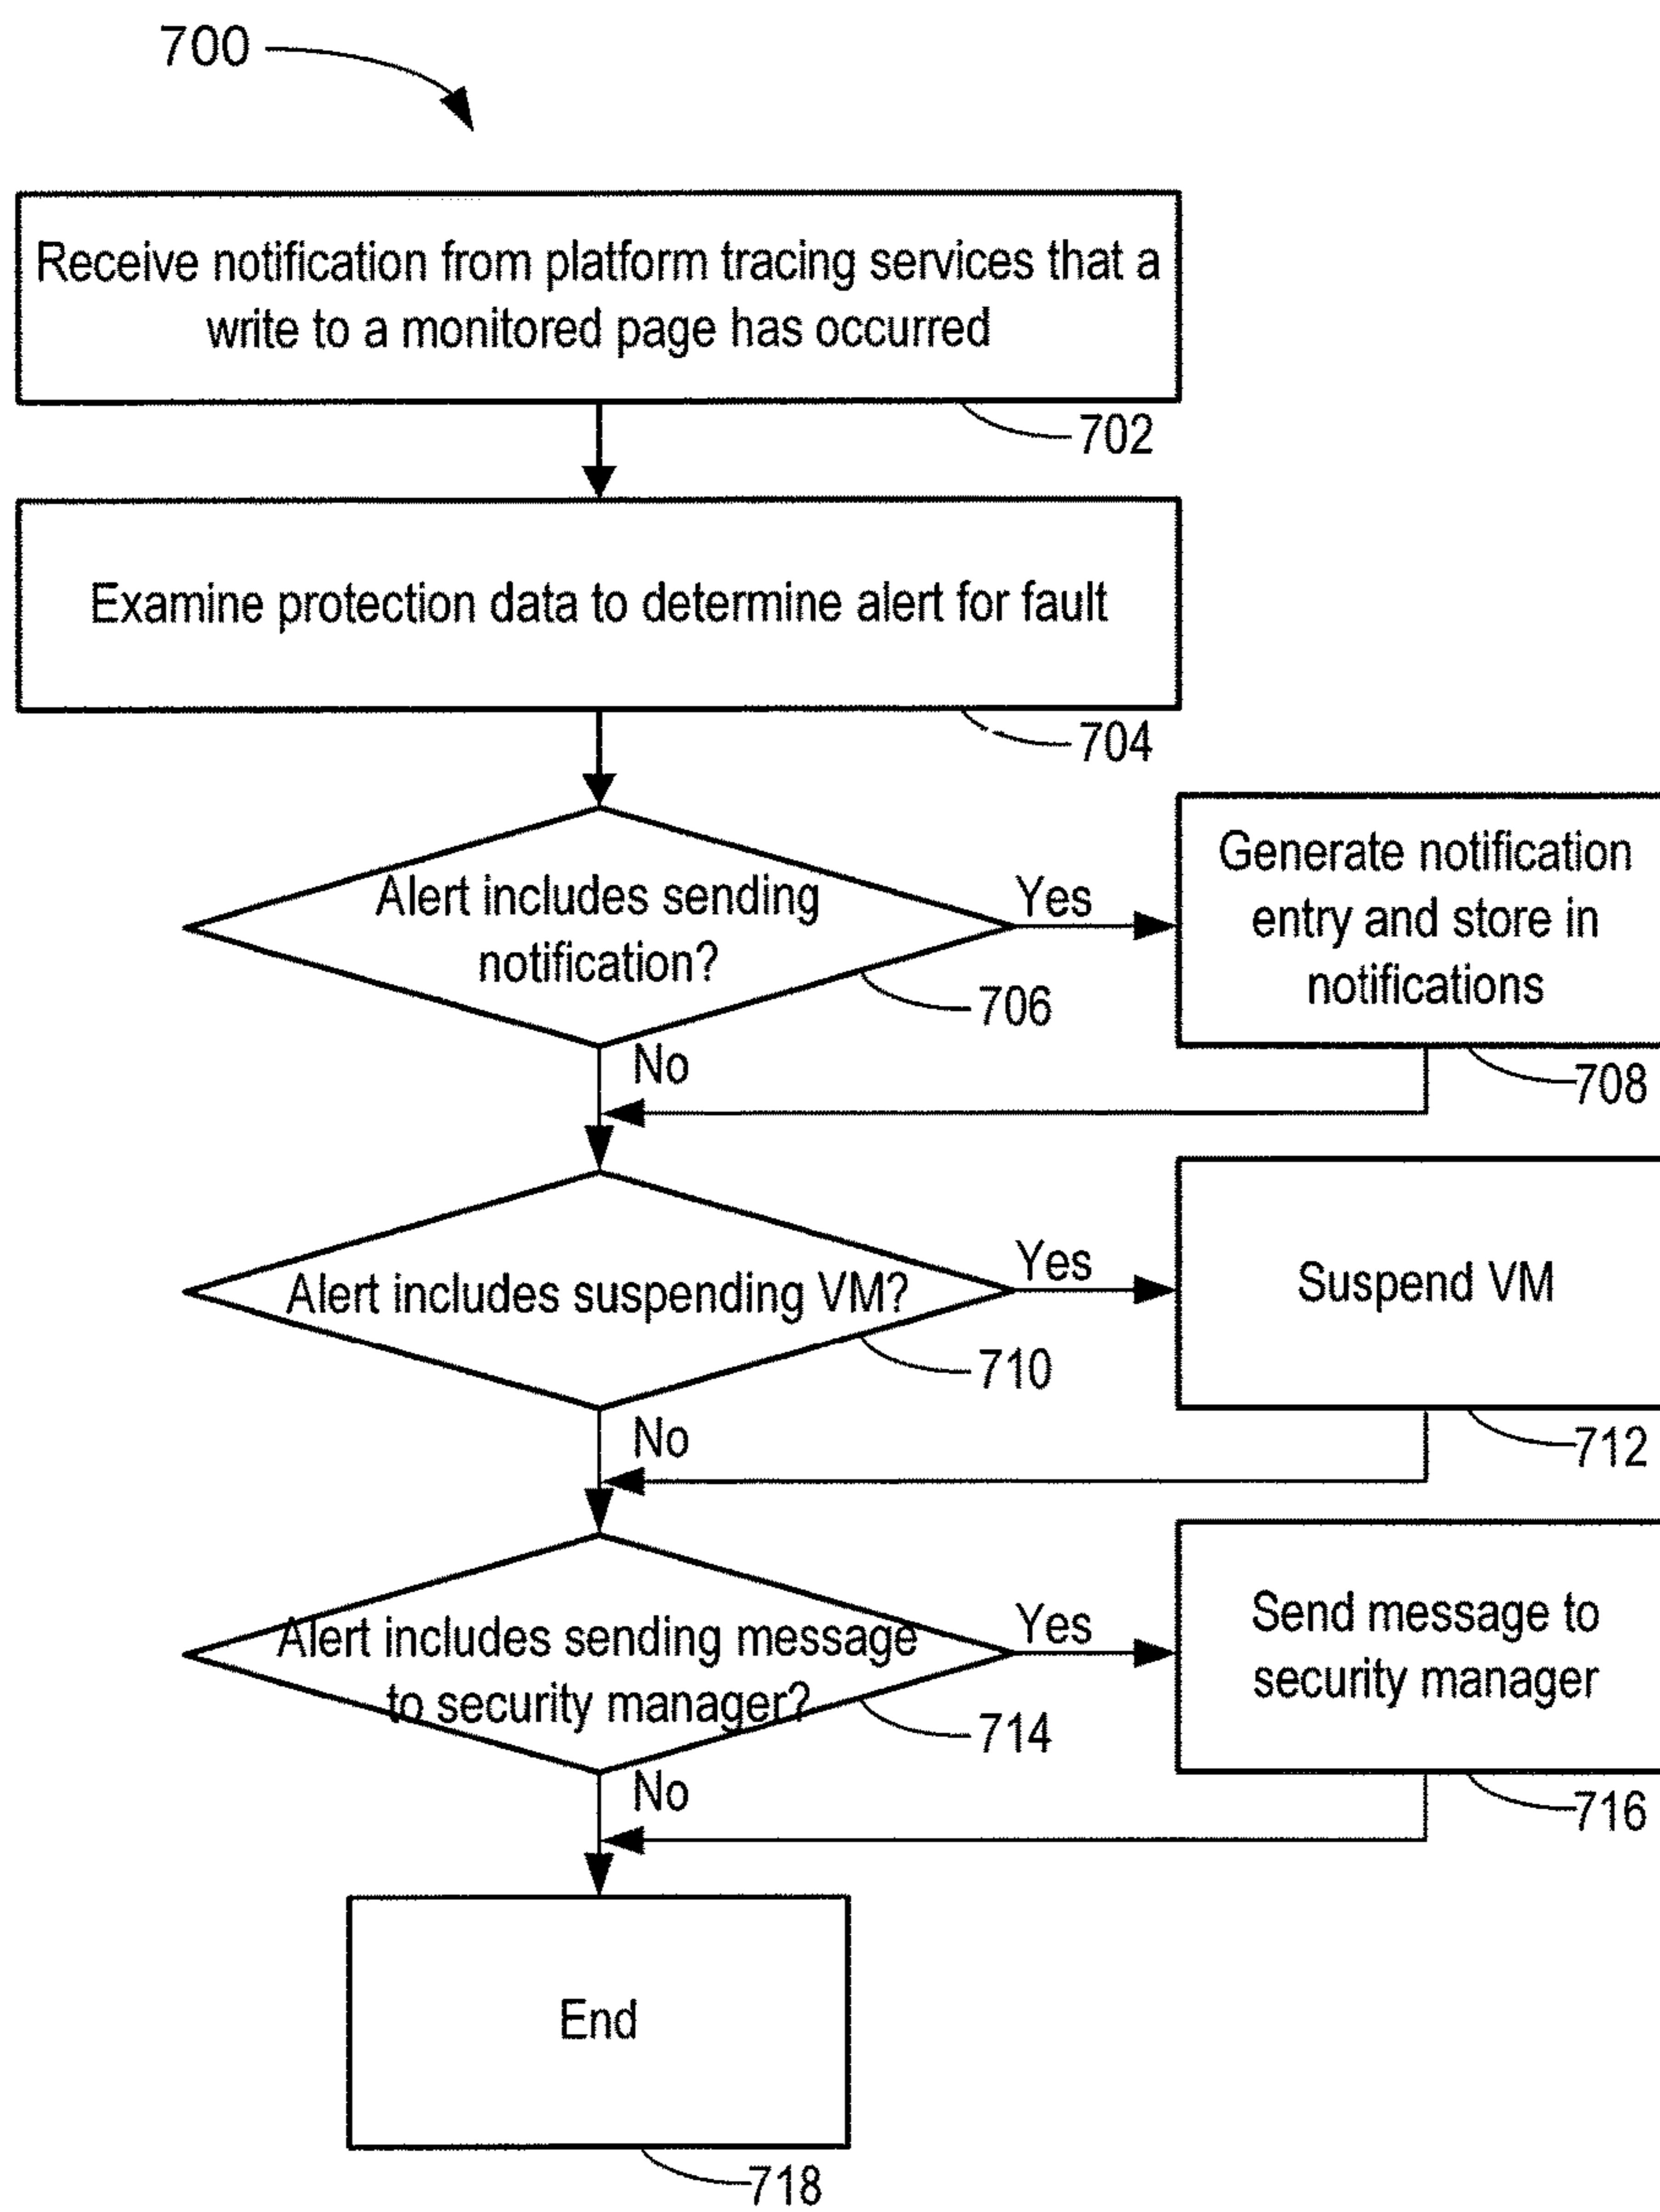 700
Receive notification from platform tracing services that a
write to a monitored page has occurred
702
Examine protection data to determine alert for fault
704
Alert includes sending
notification?
706
Yes
Generate notification
entry and store in
notifications
708
No
Alert includes suspending VM?
710
Yes
Suspend VM
712
No
Alert includes sending message
to security manager?
714
Yes
Send message to
security manager
716
No
End
718